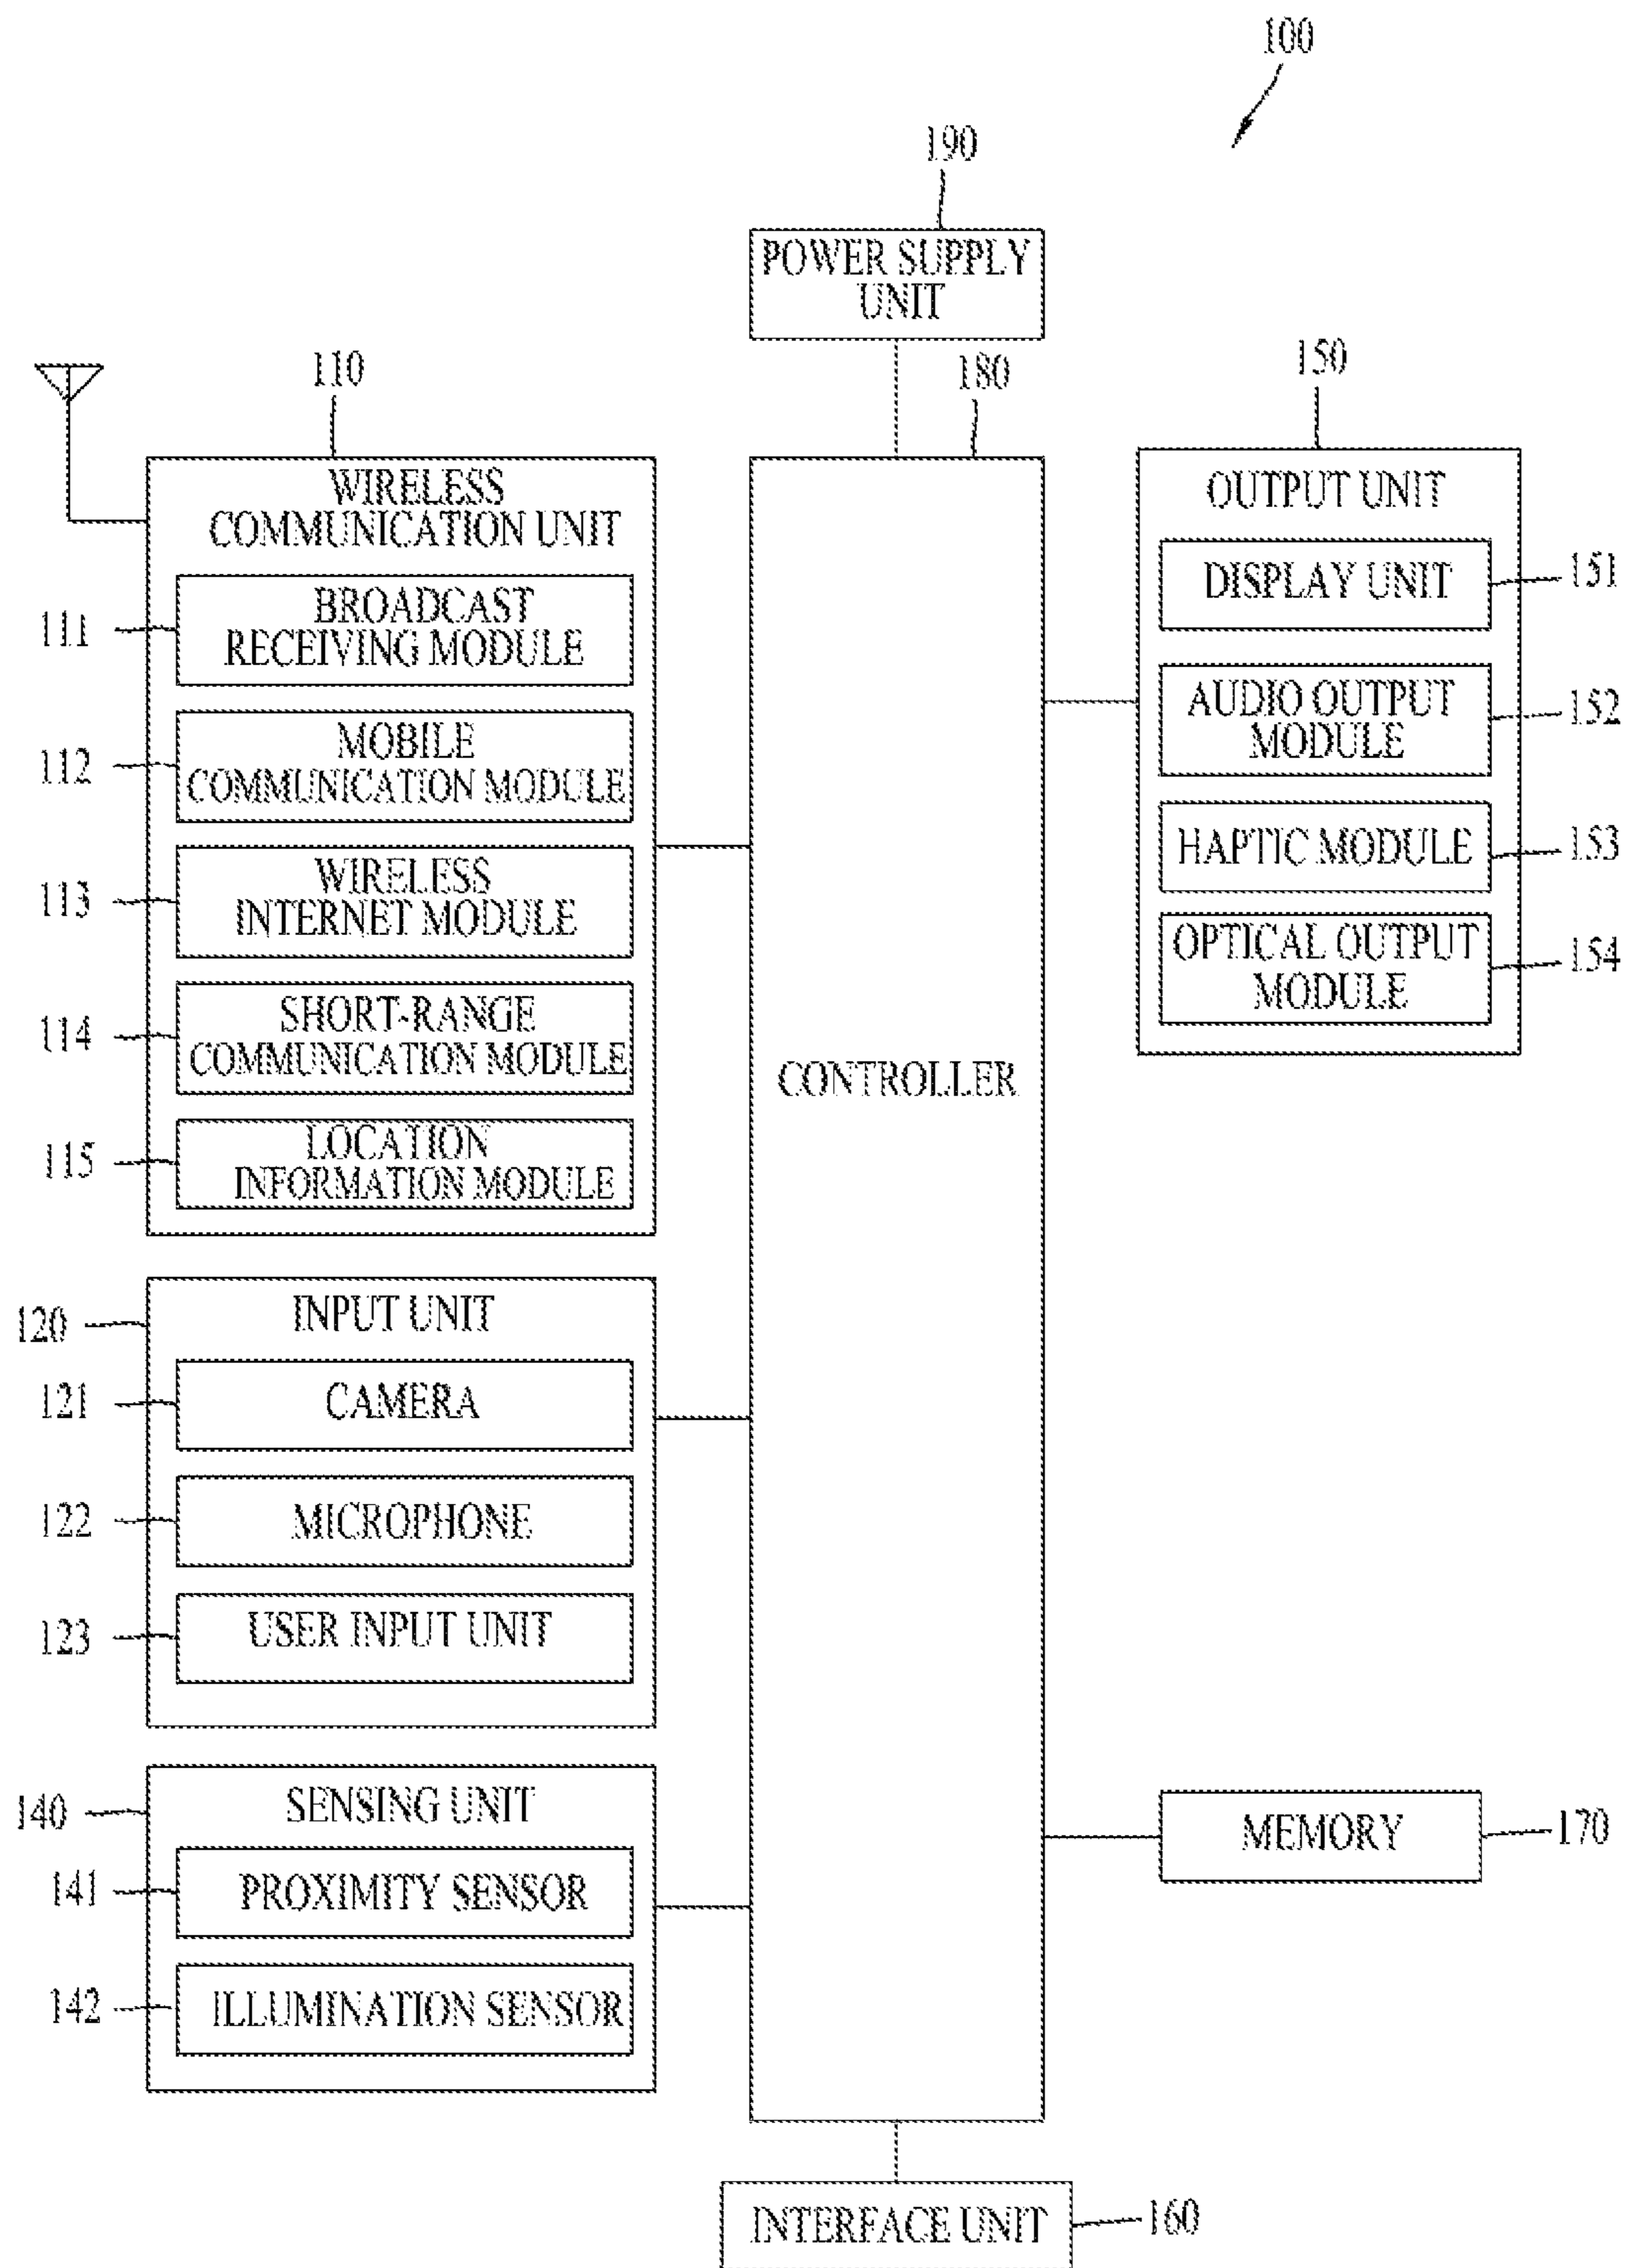 100
190
POWER SUPPLY
UNIT
110
180
150
WIRELESS
COMMUNICATION UNIT
111
BROADCAST
RECEIVING MODULE
112
MOBILE
COMMUNICATION MODULE
113
WIRELESS
INTERNET MODULE
114
SHORT-RANGE
COMMUNICATION MODULE
115
LOCATION
INFORMATION MODULE
120
INPUT UNIT
121
CAMERA
122
MICROPHONE
123
USER INPUT UNIT
140
SENSING UNIT
141
PROXIMITY SENSOR
142
ILLUMINATION SENSOR
CONTROLLER
OUTPUT UNIT
DISPLAY UNIT
151
AUDIO OUTPUT
MODULE
152
HAPTIC MODULE
153
OPTICAL OUTPUT
MODULE
154
MEMORY
170
INTERFACE UNIT
160